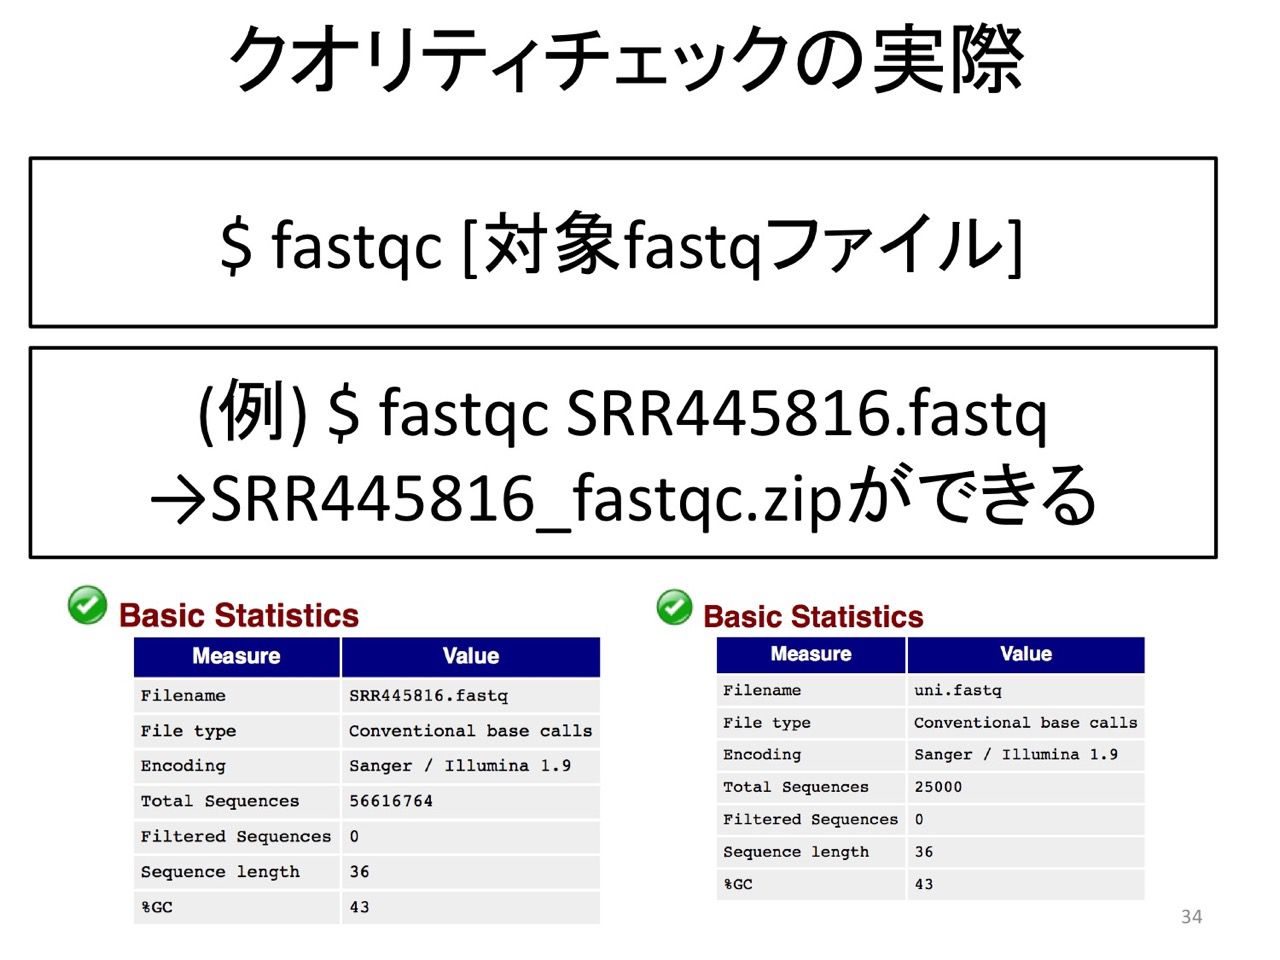 クオリティチェックの実際
$ fastqc [対象fastqファイル]
(例) $ fastqc SRR445816.fastq
→SRR445816_fastqc.zipができる
Basic Statistics
Measure Value
Filename SRR445816.fastq
File type Conventional base calls
Encoding Sanger / Illumina 1.9
Total Sequences 56616764
Filtered Sequences 0
Sequence length 36
%GC 43
Basic Statistics
Measure Value
Filename uni.fastq
File type Conventional base calls
Encoding Sanger / Illumina 1.9
Total Sequences 25000
Filtered Sequences 0
Sequence length 36
%GC 43
34